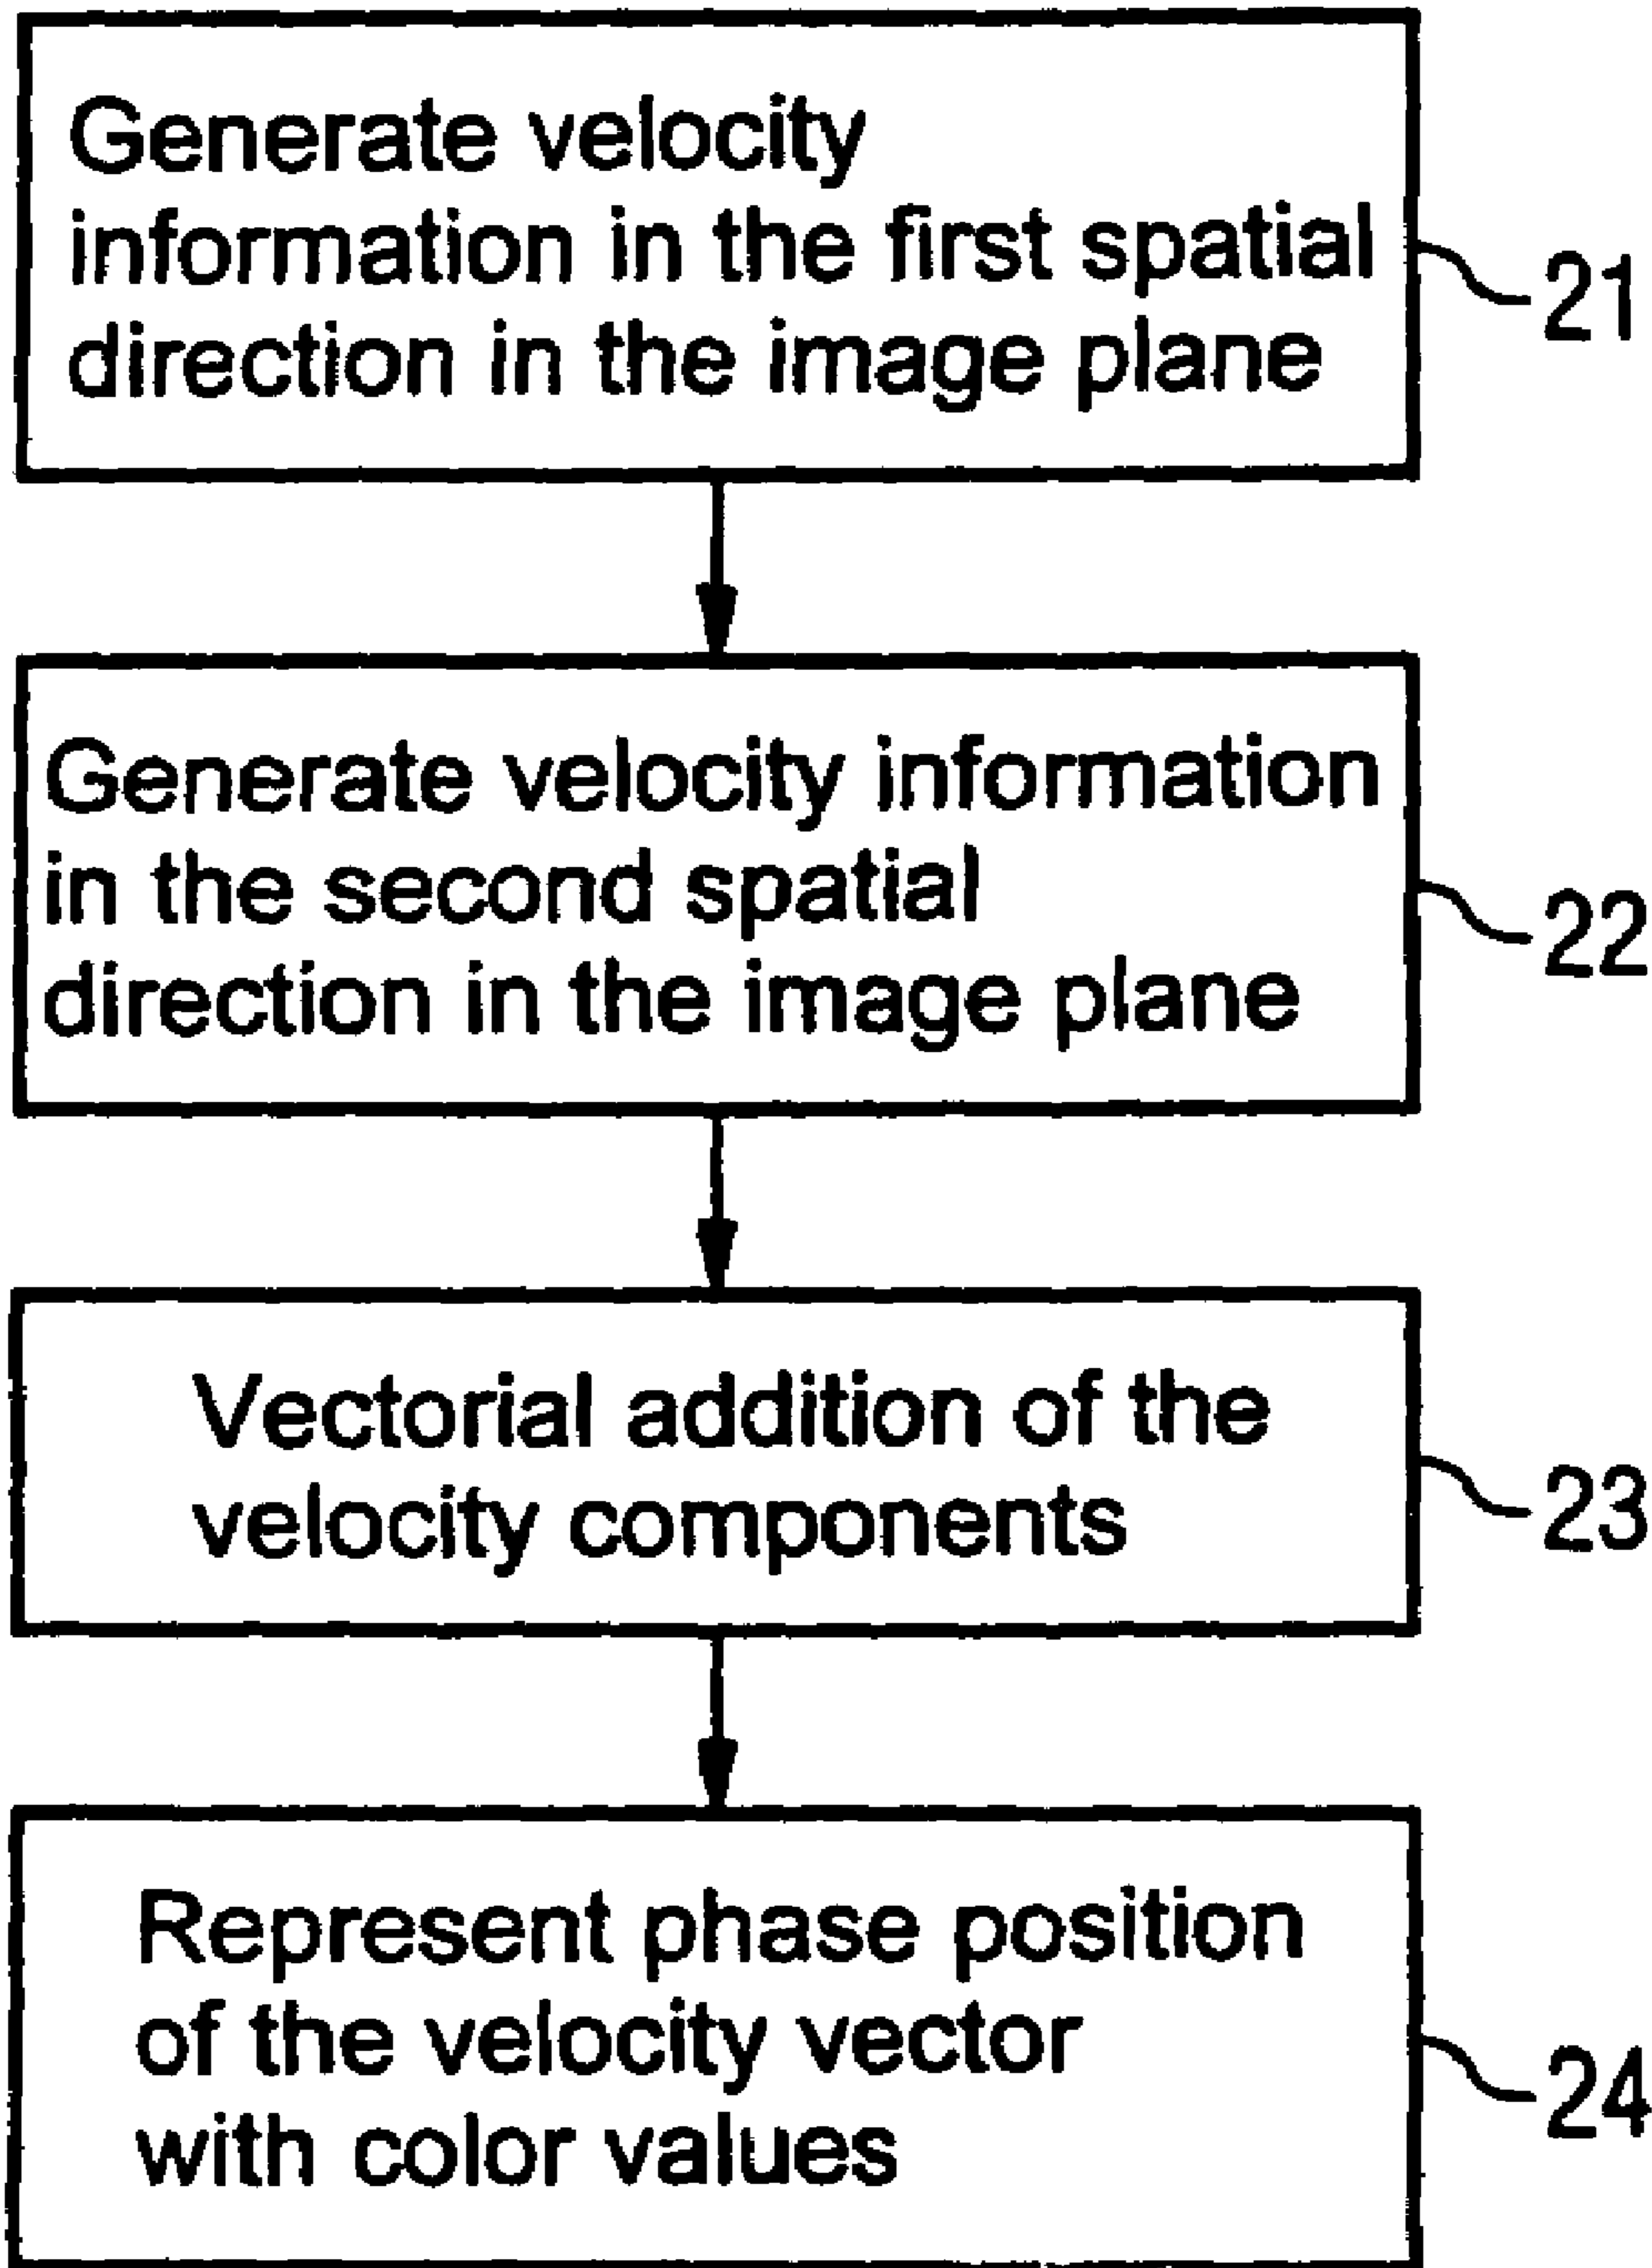 Generate velocity
information in the first spatial
direction in the image plane
21
Generate velocity information
in the second spatial
direction in the image plane
22
Vectorial addition of the
velocity components
23
Represent phase position
of the velocity vector
with color values
24